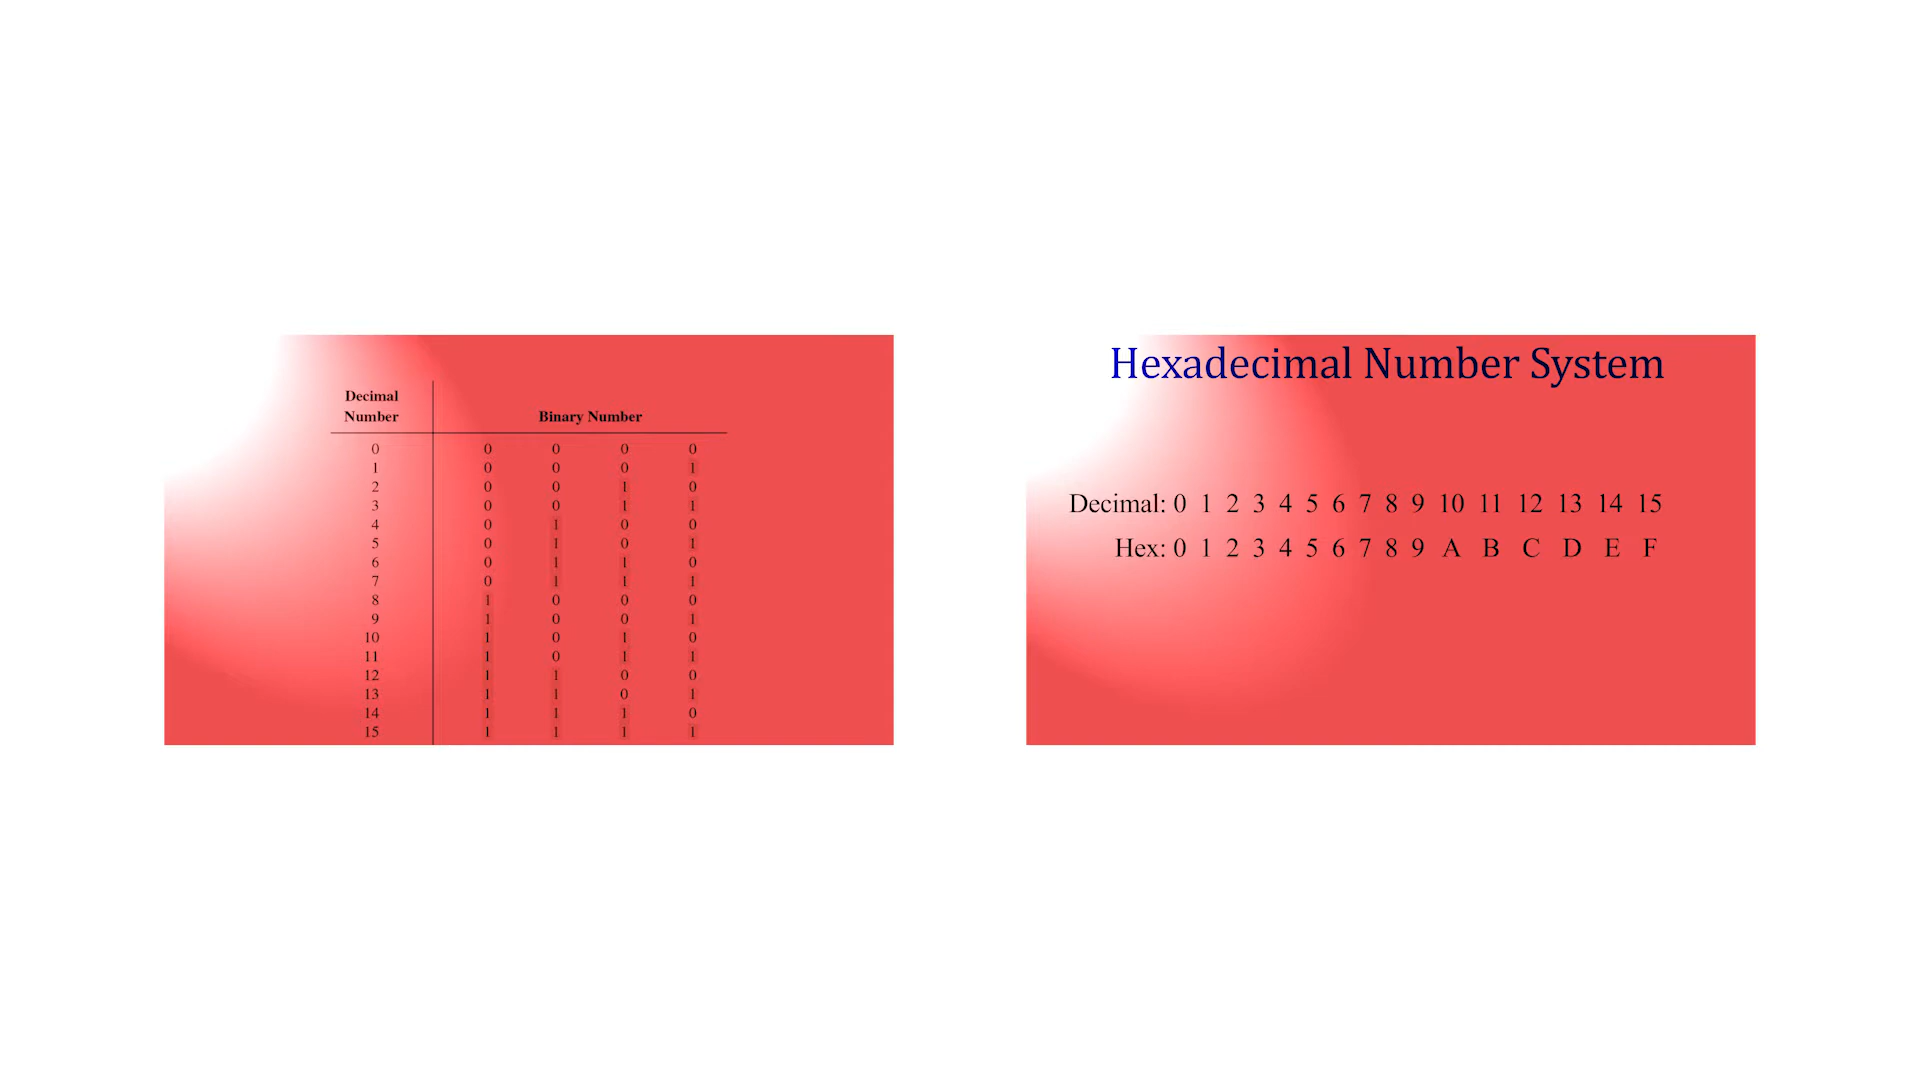 Decimal
Number Binary Number
0 0 0 0 0
1 0 0 0 1
2 0 0 1 0
3 0 0 1 1
4 0 1 0 0
5 0 1 0 1
6 0 1 1 0
7 0 1 1 1
8 1 0 0 0
9 1 0 0 1
10 1 0 1 0
11 1 0 1 1
12 1 1 0 0
13 1 1 0 1
14 1 1 1 0
15 1 1 1 1
Hexadecimal Number System
Decimal: 0 1 2 3 4 5 6 7 8 9 10 11 12 13 14 15
Hex: 0 1 2 3 4 5 6 7 8 9 A B C D E F